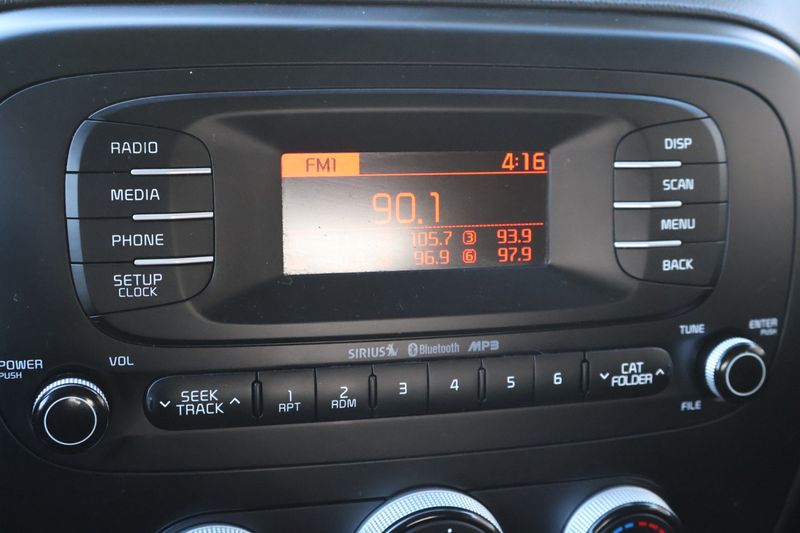 RADIO
MEDIA
PHONE
SETUP
CLOCK
FM1 4:16
90.1
105.7 3 93.9
96.9 6 97.9
DISP
SCAN
MENU
BACK
SIRIUS Bluetooth MP3
POWER
PUSH
VOL
SEEK
TRACK
1
RPT
2
RDM
3
4
5
6
CAT
FOLDER
TUNE
FILE
ENTER
PUSH